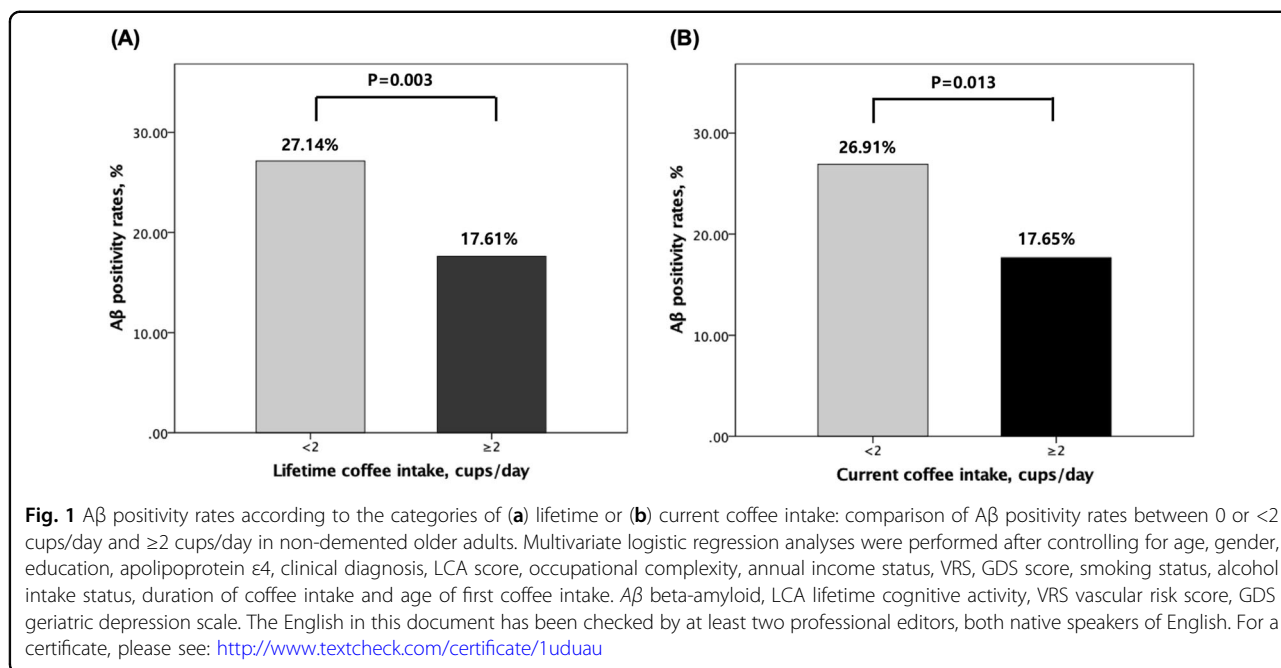 (A)
P=0.003
30.00
27.14%
20.00
17.61%
10.00
.00
<2
≥2
Aβ positivity rates, %
Lifetime coffee intake, cups/day
(B)
P=0.013
30.00
26.91%
20.00
17.65%
10.00
.00
<2
≥2
Aβ positivity rates, %
Current coffee intake, cups/day
Fig. 1 Aβ positivity rates according to the categories of (a) lifetime or (b) current coffee intake: comparison of Aβ positivity rates between 0 or <2
cups/day and ≥2 cups/day in non-demented older adults. Multivariate logistic regression analyses were performed after controlling for age, gender,
education, apolipoprotein ε4, clinical diagnosis, LCA score, occupational complexity, annual income status, VRS, GDS score, smoking status, alcohol
intake status, duration of coffee intake and age of first coffee intake. Aβ beta-amyloid, LCA lifetime cognitive activity, VRS vascular risk score, GDS
geriatric depression scale. The English in this document has been checked by at least two professional editors, both native speakers of English. For a
certificate, please see: http://www.textcheck.com/certificate/1uduau